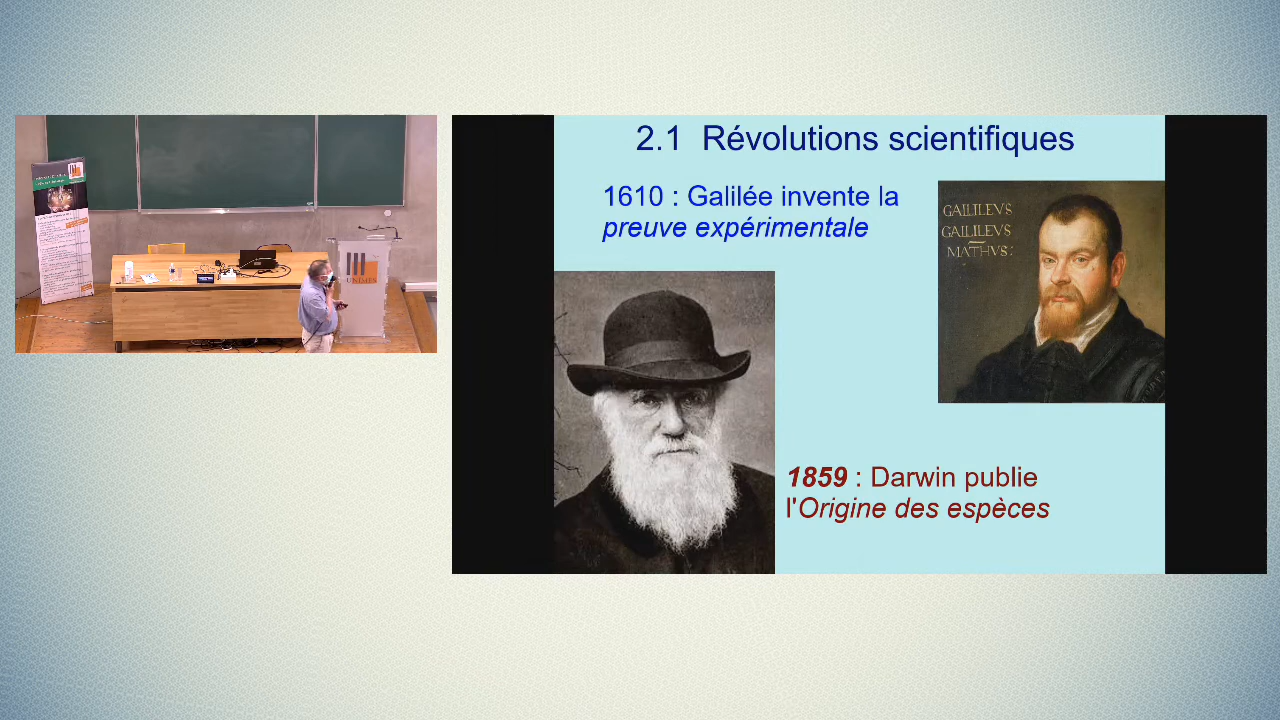 2.1 Révolutions scientifiques
1610 : Galilée invente la
preuve expérimentale
GALILEVS
GALILEVS
MATHVS:
1859 : Darwin publie
l'Origine des espèces
UNIMES